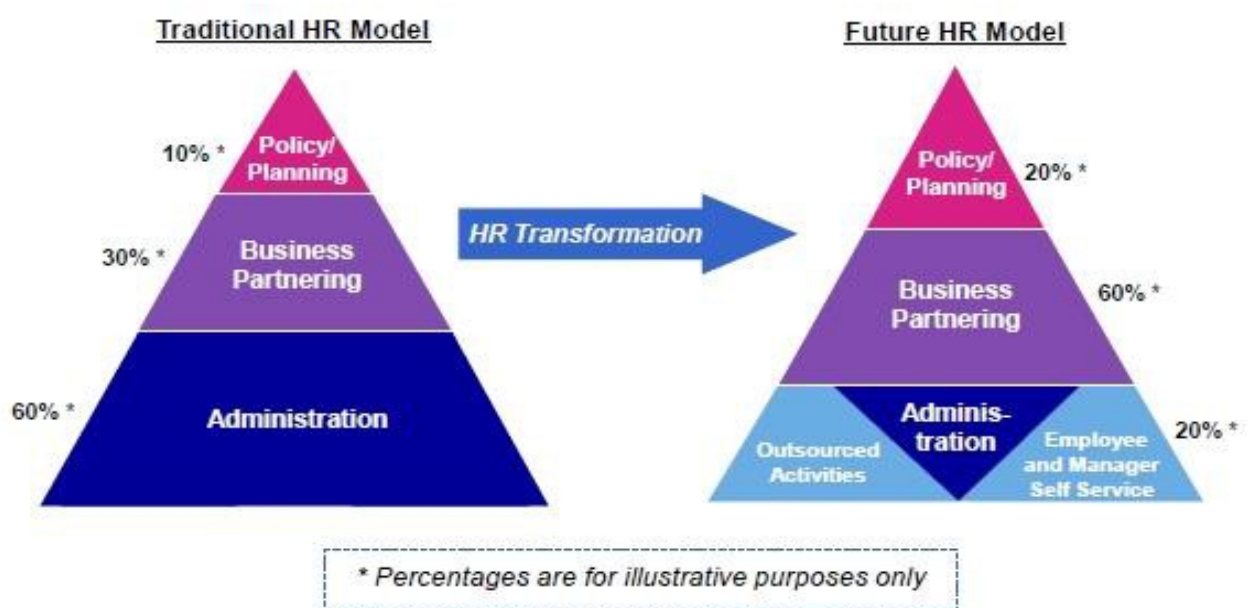 Traditional HR Model
Future HR Model
10% *
Policy/
Planning
30% *
Business
Partnering
60% *
Administration
HR Transformation
Policy/
Planning
20% *
Business
Partnering
60% *
Adminis-
tration
Outsourced
Activities
Employee
and Manager
Self Service
20% *
* Percentages are for illustrative purposes only